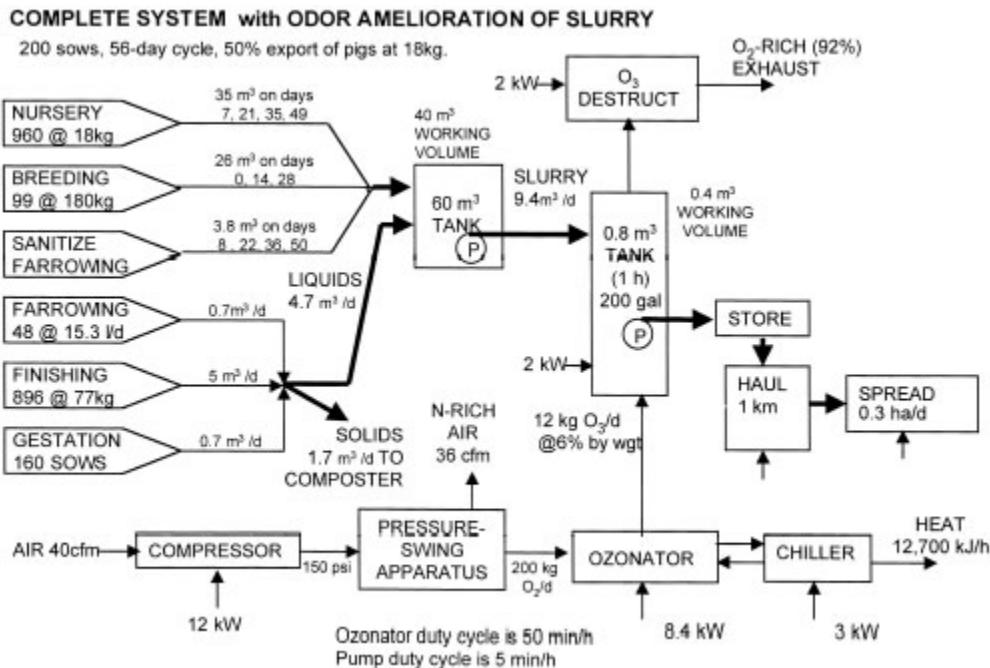 COMPLETE SYSTEM with ODOR AMELIORATION OF SLURRY
200 sows, 56-day cycle, 50% export of pigs at 18kg.
NURSERY
960 @ 18kg
35 m³ on days
7, 21, 35, 49
BREEDING
99 @ 180kg
26 m³ on days
0, 14, 28
SANITIZE
FARROWING
3.8 m³ on days
8 , 22, 36, 50
FARROWING
48 @ 15.3 l/d
0.7m³ /d
FINISHING
896 @ 77kg
5 m³ /d
GESTATION
160 SOWS
0.7 m³ /d
LIQUIDS
4.7 m³ /d
SOLIDS
1.7 m³ /d TO
COMPOSTER
40 m³
WORKING
VOLUME
60 m³
TANK
P
SLURRY
9.4m³ /d
2 kW
O₃
DESTRUCT
O₂-RICH (92%)
EXHAUST
0.4 m³
WORKING
VOLUME
0.8 m³
TANK
(1 h)
200 gal
P
2 kW
STORE
HAUL
1 km
SPREAD
0.3 ha/d
12 kg O₃/d
@6% by wgt
N-RICH
AIR
36 cfm
AIR 40cfm
COMPRESSOR
12 kW
150 psi
PRESSURE-
SWING
APPARATUS
200 kg
O₂/d
OZONATOR
8.4 kW
CHILLER
3 kW
HEAT
12,700 kJ/h
Ozonator duty cycle is 50 min/h
Pump duty cycle is 5 min/h